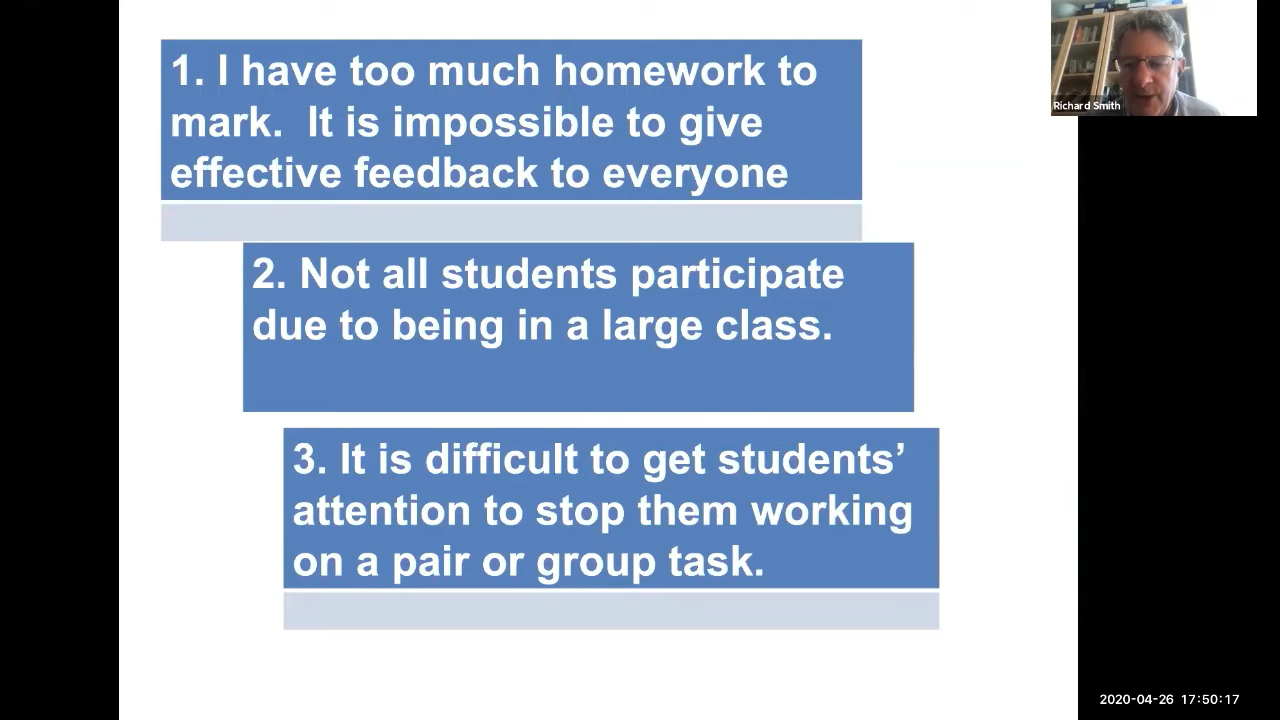 1. I have too much homework to
mark.  It is impossible to give
effective feedback to everyone
2. Not all students participate
due to being in a large class.
3. It is difficult to get students’
attention to stop them working
on a pair or group task.
Richard Smith
2020-04-26 17:50:17